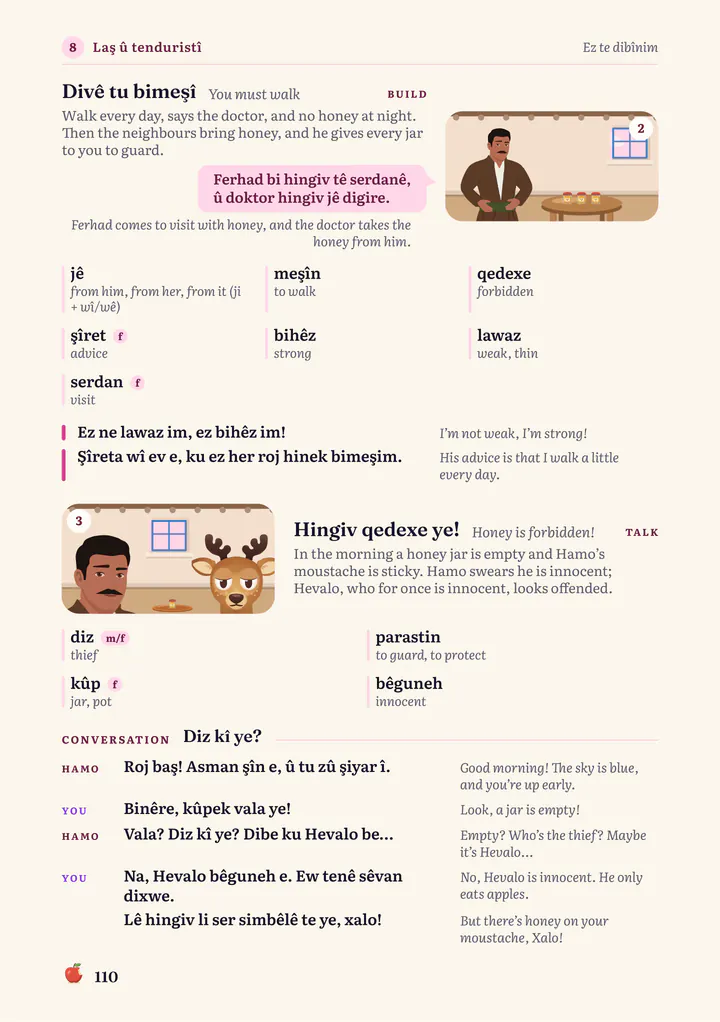 8 Laş û tenduristî
Ez te dibînim
Divê tu bimeşî You must walk BUILD
Walk every day, says the doctor, and no honey at night.
Then the neighbours bring honey, and he gives every jar
to you to guard.
2
Ferhad bi hingiv tê serdanê,
û doktor hingiv jê digire.
Ferhad comes to visit with honey, and the doctor takes the
honey from him.
jê
from him, from her, from it (ji
+ wî/wê)
meşîn
to walk
qedexe
forbidden
şîret f
advice
bihêz
strong
lawaz
weak, thin
serdan f
visit
Ez ne lawaz im, ez bihêz im!
I'm not weak, I'm strong!
Şîreta wî ev e, ku ez her roj hinek bimeşim.
His advice is that I walk a little
every day.
3
Hingiv qedexe ye! Honey is forbidden! TALK
In the morning a honey jar is empty and Hamo's
moustache is sticky. Hamo swears he is innocent;
Hevalo, who for once is innocent, looks offended.
diz m/f
thief
parastin
to guard, to protect
kûp f
jar, pot
bêguneh
innocent
CONVERSATION Diz kî ye?
HAMO Roj baş! Asman şîn e, û tu zû şiyar î.
Good morning! The sky is blue,
and you're up early.
YOU Binêre, kûpek vala ye!
Look, a jar is empty!
HAMO Vala? Diz kî ye? Dibe ku Hevalo be…
Empty? Who's the thief? Maybe
it's Hevalo…
YOU Na, Hevalo bêguneh e. Ew tenê sêvan
dixwe.
No, Hevalo is innocent. He only
eats apples.
Lê hingiv li ser simbêlê te ye, xalo!
But there's honey on your
moustache, Xalo!
110